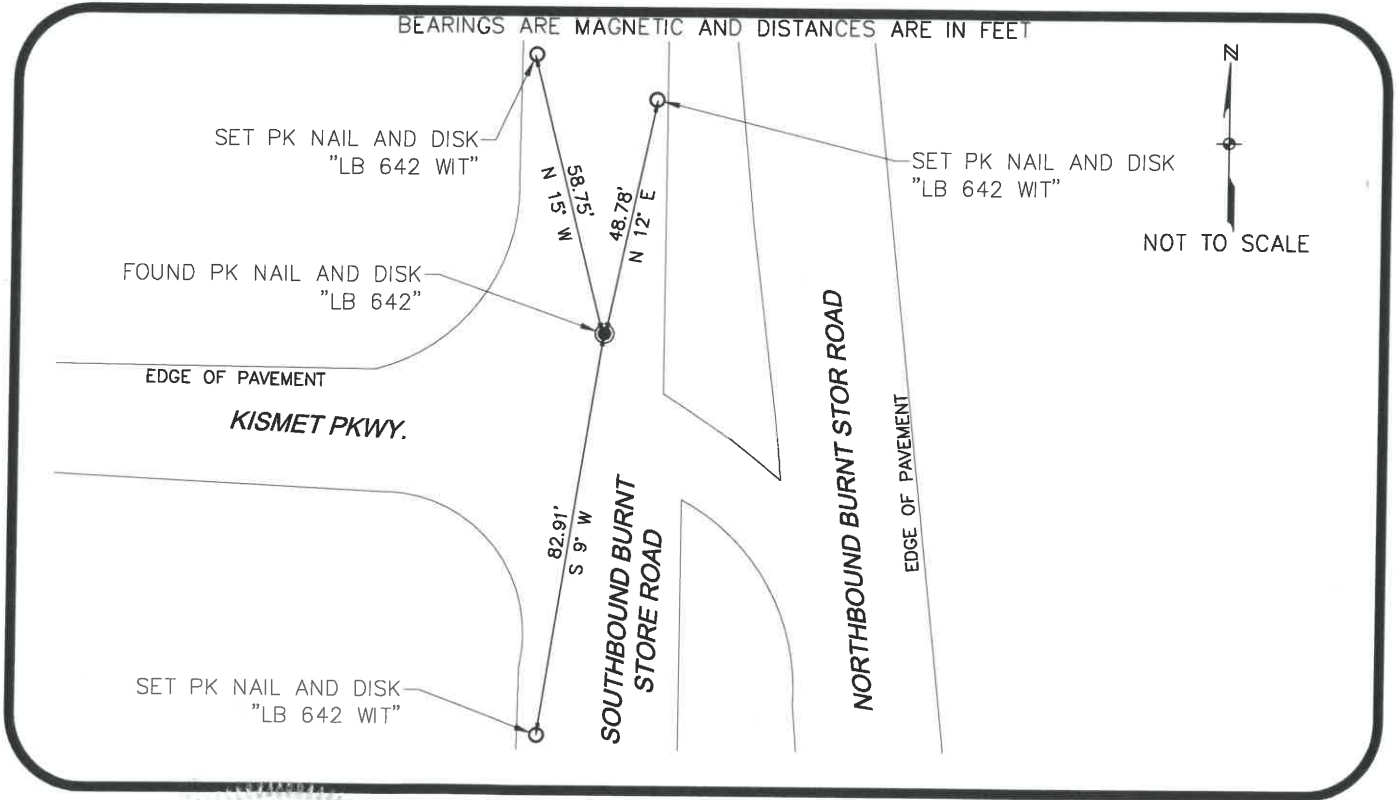 BEARINGS ARE MAGNETIC AND DISTANCES ARE IN FEET
N
SET PK NAIL AND DISK
"LB 642 WIT"
SET PK NAIL AND DISK
"LB 642 WIT"
58.75'
N 15° W
48.78'
N 12° E
NOT TO SCALE
FOUND PK NAIL AND DISK
"LB 642"
EDGE OF PAVEMENT
KISMET PKWY.
NORTHBOUND BURNT STOR ROAD
EDGE OF PAVEMENT
82.91'
S 9° W
SOUTHBOUND BURNT
STORE ROAD
SET PK NAIL AND DISK
"LB 642 WIT"